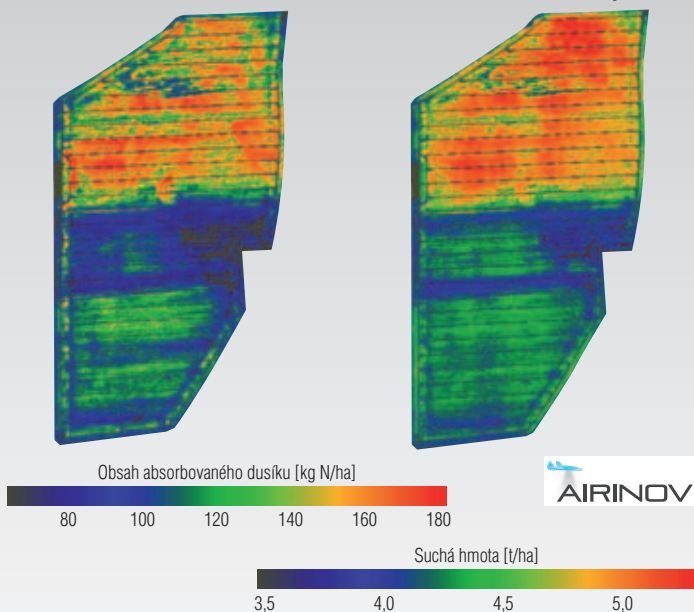 Obsah absorbovaného dusíku [kg N/ha]
80 100 120 140 160 180
AIRINOV
Suchá hmota [t/ha]
3,5 4,0 4,5 5,0